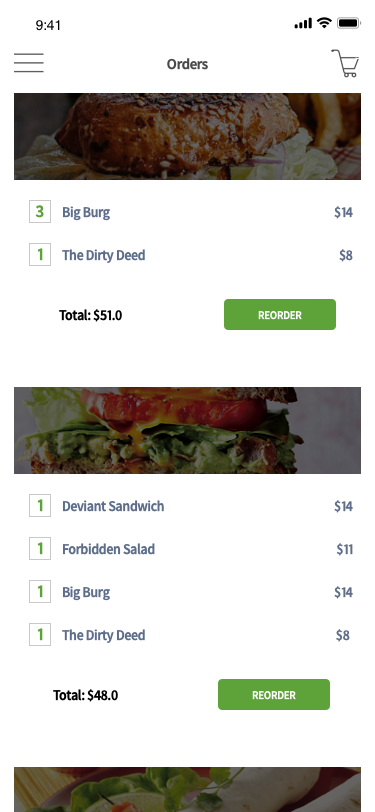 9:41
Orders
3 Big Burg $14
1 The Dirty Deed $8
Total: $51.0 REORDER
1 Deviant Sandwich $14
1 Forbidden Salad $11
1 Big Burg $14
1 The Dirty Deed $8
Total: $48.0 REORDER